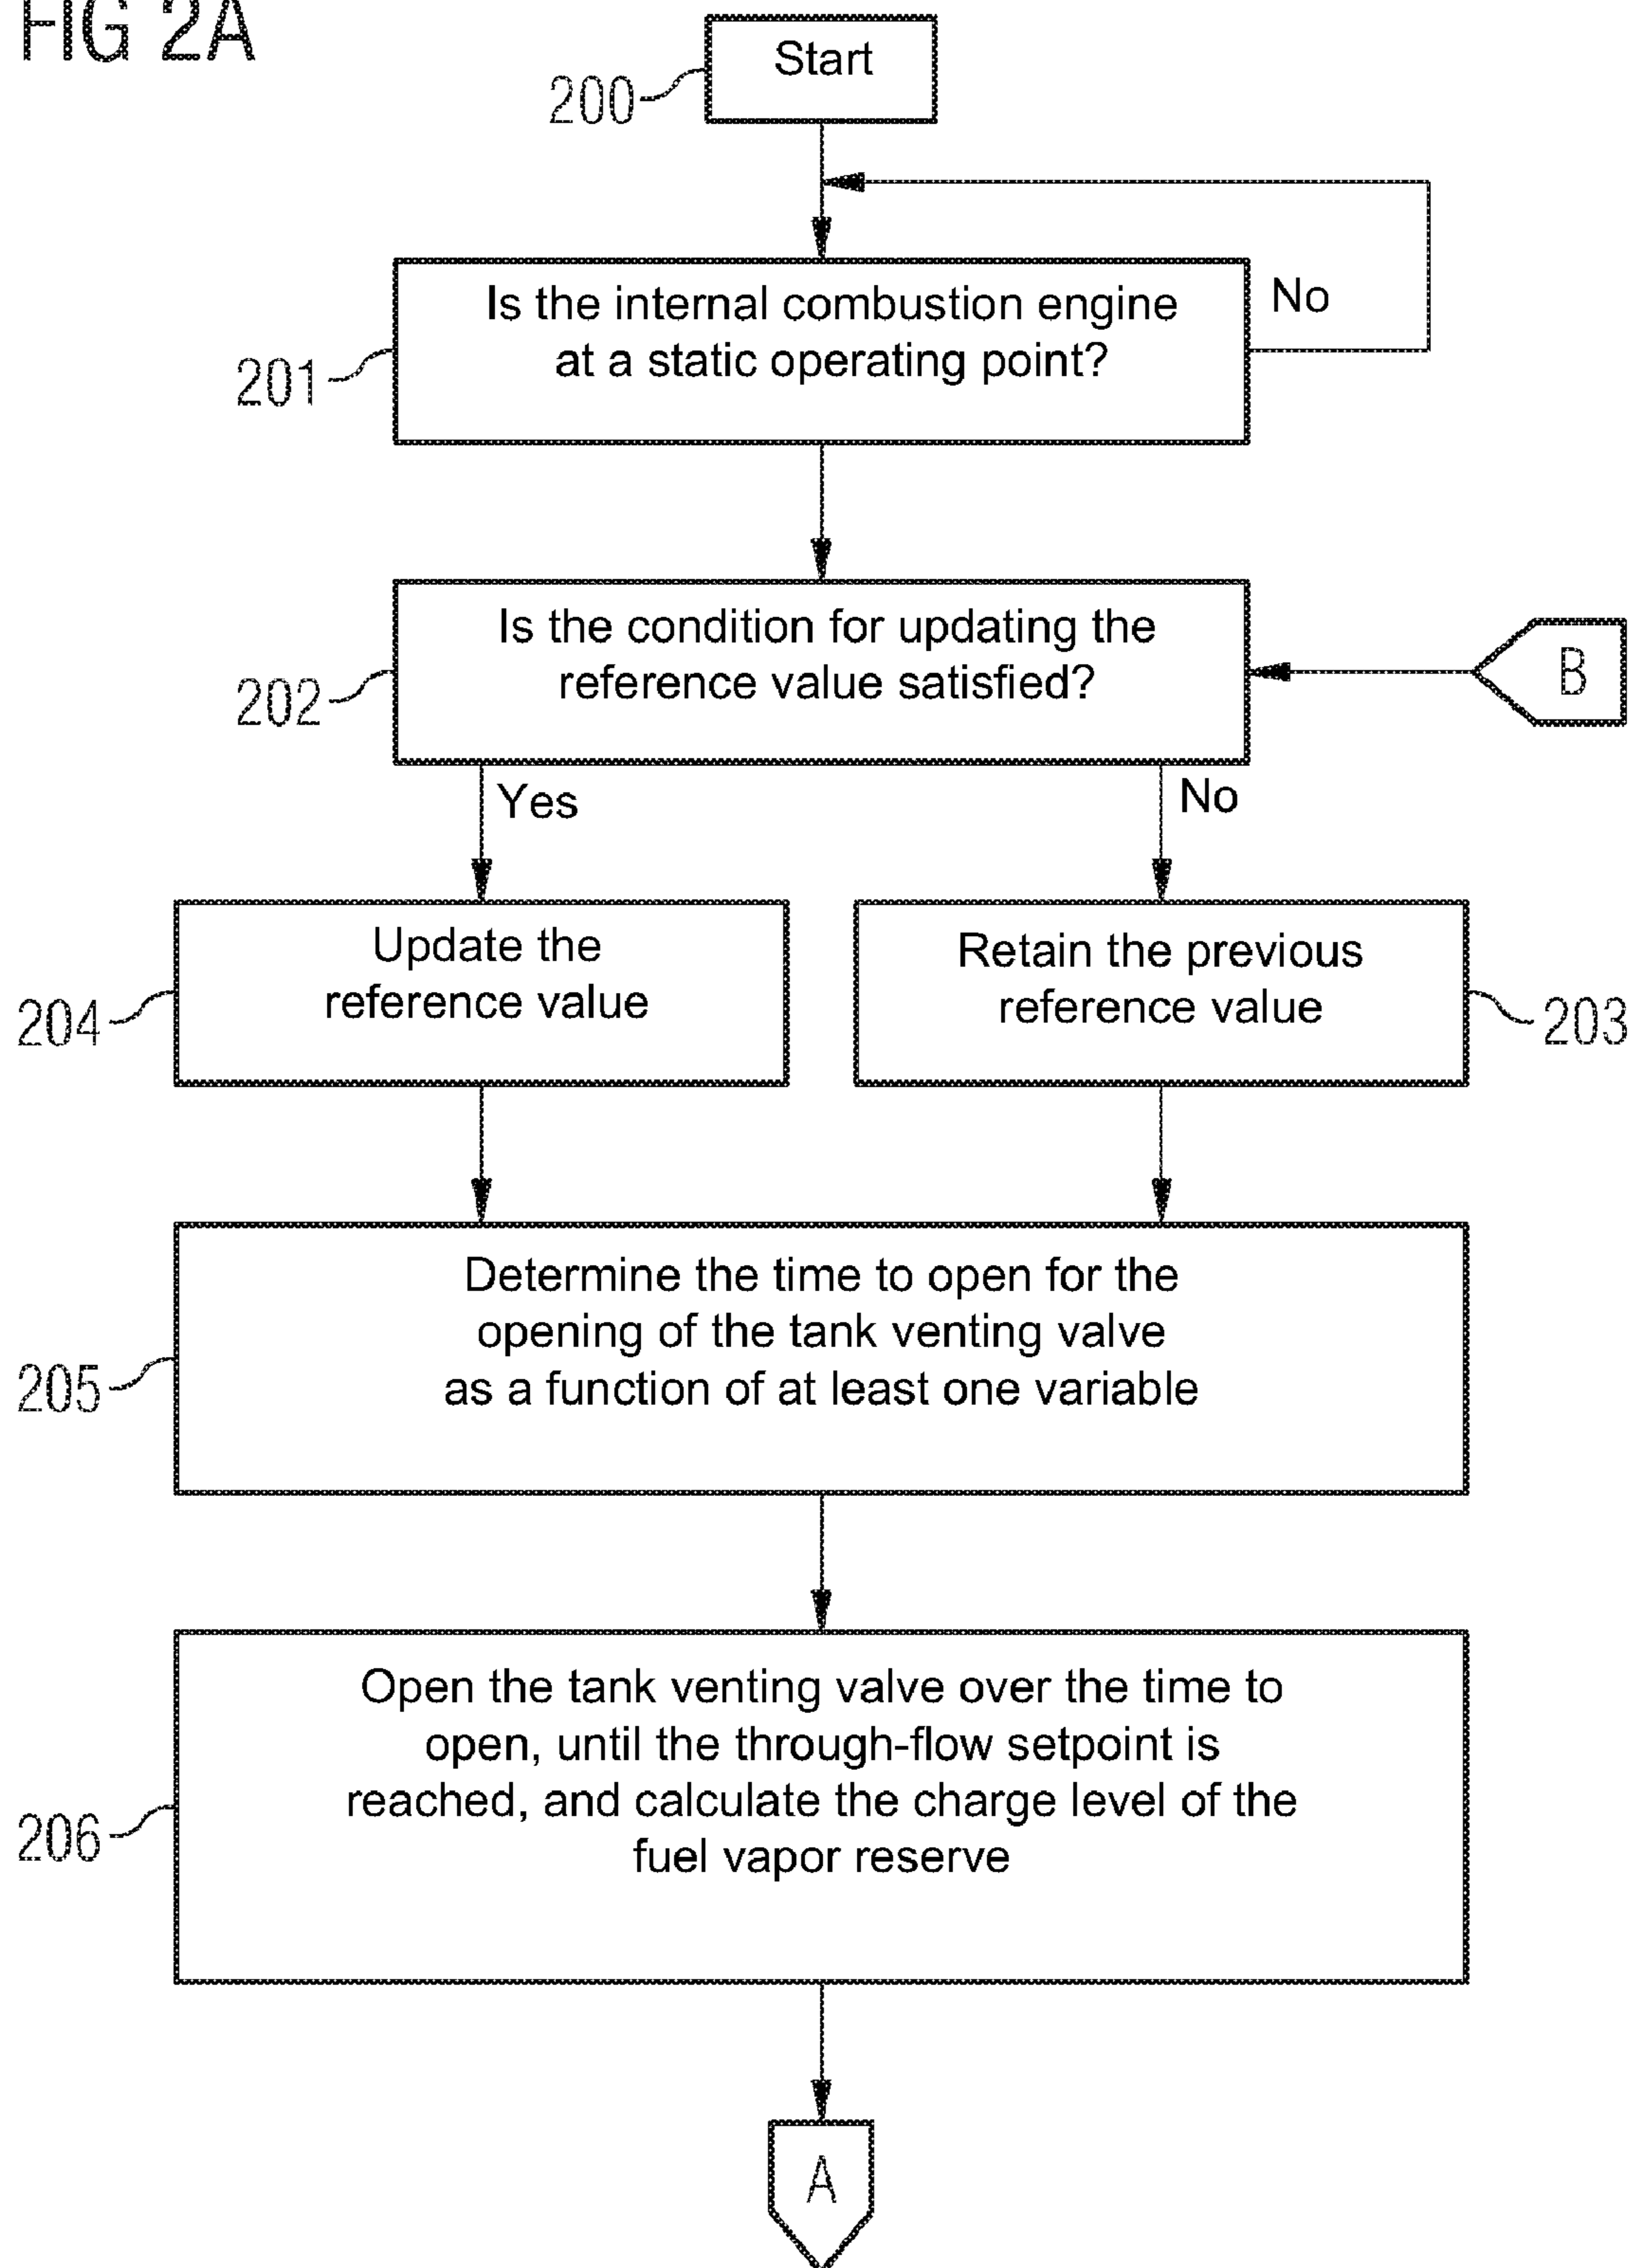 FIG 2A
Start
200
Is the internal combustion engine
at a static operating point?
No
201
Is the condition for updating the
reference value satisfied?
B
202
Yes
No
Update the
reference value
Retain the previous
reference value
204
203
Determine the time to open for the
opening of the tank venting valve
as a function of at least one variable
205
Open the tank venting valve over the time to
open, until the through-flow setpoint is
reached, and calculate the charge level of the
fuel vapor reserve
206
A